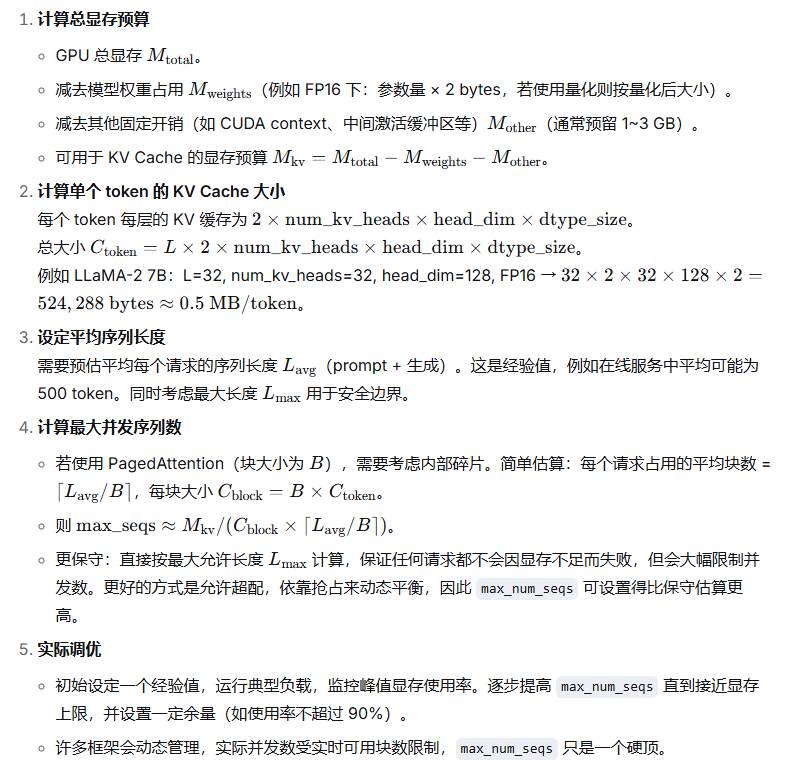 1. 计算总显存预算
GPU 总显存 M_total。
减去模型权重占用 M_weights（例如 FP16 下：参数量 × 2 bytes，若使用量化则按量化后大小）。
减去其他固定开销（如 CUDA context、中间激活缓冲区等）M_other（通常预留 1~3 GB）。
可用于 KV Cache 的显存预算 M_kv = M_total − M_weights − M_other。
2. 计算单个 token 的 KV Cache 大小
每个 token 每层的 KV 缓存为 2 × num_kv_heads × head_dim × dtype_size。
总大小 C_token = L × 2 × num_kv_heads × head_dim × dtype_size。
例如 LLaMA-2 7B：L=32, num_kv_heads=32, head_dim=128, FP16 → 32 × 2 × 32 × 128 × 2 =
524,288 bytes ≈ 0.5 MB/token。
3. 设定平均序列长度
需要预估平均每个请求的序列长度 L_avg（prompt + 生成）。这是经验值，例如在线服务中平均可能为
500 token。同时考虑最大长度 L_max 用于安全边界。
4. 计算最大并发序列数
若使用 PagedAttention（块大小为 B），需要考虑内部碎片。简单估算：每个请求占用的平均块数 =
⌈L_avg/B⌉，每块大小 C_block = B × C_token。
则 max_seqs ≈ M_kv/(C_block × ⌈L_avg/B⌉)。
更保守：直接按最大允许长度 L_max 计算，保证任何请求都不会因显存不足而失败，但会大幅限制并
发数。更好的方式是允许超配，依靠抢占来动态平衡，因此 max_num_seqs 可设置得比保守估算更
高。
5. 实际调优
初始设定一个经验值，运行典型负载，监控峰值显存使用率。逐步提高 max_num_seqs 直到接近显存
上限，并设置一定余量（如使用率不超过 90%）。
许多框架会动态管理，实际并发数受实时可用块数限制，max_num_seqs 只是一个硬顶。